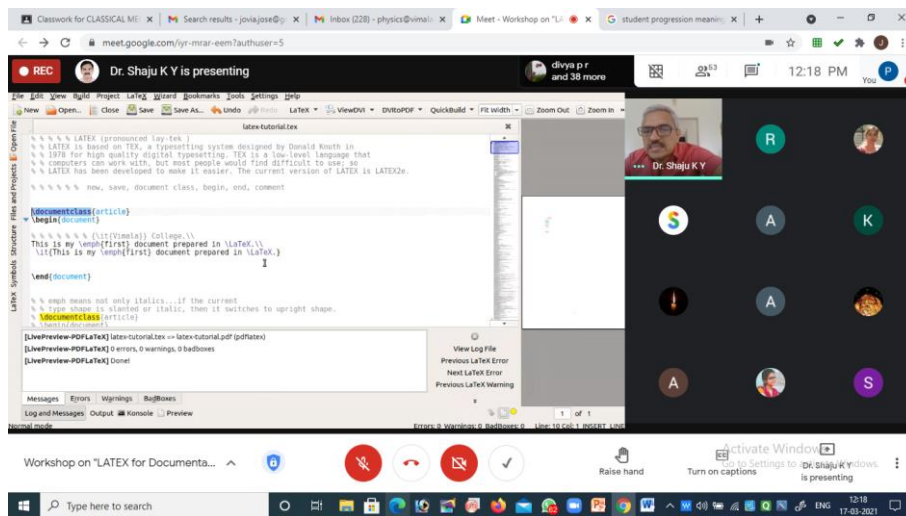 Classwork for CLASSICAL ME
Search results - jovia.jose@g
Inbox (228) - physics@vimala
Meet - Workshop on "LA
student progression meaning
meet.google.com/iyr-mrar-eem?authuser=5
REC
Dr. Shaju K Y is presenting
divya p r
and 38 more
53
12:18 PM
You
P
File Edit View Build Project LaTeX Wizard Bookmarks Tools Settings Help
New Open... Close Save Save As... Undo LaTeX ViewDVI DVItoPDF QuickBuild Fit Width Zoom Out Zoom In
latex-tutorial.tex
% % % % % LATEX (pronounced lay-tek )
% % LATEX is based on TEX, a typesetting system designed by Donald Knuth in
% % 1978 for high quality digital typesetting. TEX is a low-level language that
% % computers can work with, but most people would find difficult to use; so
% % LATEX has been developed to make it easier. The current version of LATEX is LATEX2e.
% % % % % % new, save, document class, begin, end, comment
\documentclass{article}
\begin{document}
% % % % % % % {\it{Vimala}} College.\\
This is my \emph{first} document prepared in \LaTeX.\\
\it{This is my \emph{first} document prepared in \LaTeX.}
\end{document}
% % emph means not only italics...if the current
% % type shape is slanted or italic, then it switches to upright shape.
% \documentclass{article}
% \begin{document}
LaTeX Symbols Structure Files and Projects Open File
[LivePreview-PDFLaTeX] latex-tutorial.tex => latex-tutorial.pdf (pdflatex)
[LivePreview-PDFLaTeX] 0 errors, 0 warnings, 0 badboxes
[LivePreview-PDFLaTeX] Done!
View Log File
Previous LaTeX Error
Next LaTeX Error
Previous LaTeX Warning
Messages Errors Warnings BadBoxes
Log and Messages Output Konsole Preview
1 of 1
Normal mode
Errors: 0 Warnings: 0 BadBoxes: 0 Line: 10 Col: 1 INSERT LINE
Dr. Shaju K Y
R
S
A
K
A
A
S
Workshop on "LATEX for Documenta...
Raise hand
Turn on captions
Activate Windows
Go to Settings to
Dr. Shaju K Y
is presenting
Type here to search
ENG
12:18
17-03-2021